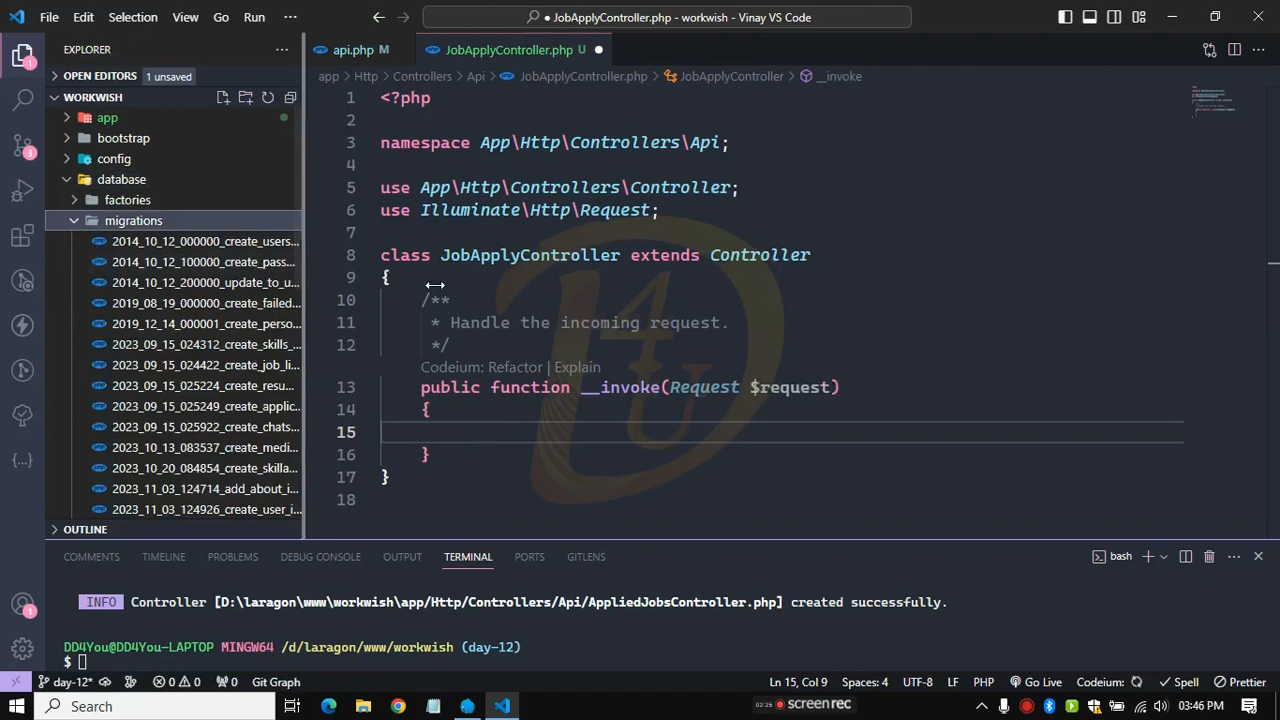 File Edit Selection View Go Run ···
● JobApplyController.php - workwish - Vinay VS Code
EXPLORER
OPEN EDITORS 1 unsaved
WORKWISH
app
bootstrap
config
database
factories
migrations
2014_10_12_000000_create_users...
2014_10_12_100000_create_pass...
2014_10_12_200000_update_to_u...
2019_08_19_000000_create_failed...
2019_12_14_000001_create_perso...
2023_09_15_024312_create_skills_...
2023_09_15_024422_create_job_li...
2023_09_15_025224_create_resu...
2023_09_15_025249_create_applic...
2023_09_15_025922_create_chats...
2023_10_13_083537_create_medi...
2023_10_20_084854_create_skilla...
2023_11_03_124714_add_about_i...
2023_11_03_124926_create_user_i...
OUTLINE
api.php M
JobApplyController.php U ●
app > Http > Controllers > Api > JobApplyController.php > JobApplyController > __invoke
1 <?php
2
3 namespace App\Http\Controllers\Api;
4
5 use App\Http\Controllers\Controller;
6 use Illuminate\Http\Request;
7
8 class JobApplyController extends Controller
9 {
10 /**
11 * Handle the incoming request.
12 */
Codeium: Refactor | Explain
13 public function __invoke(Request $request)
14 {
15
16 }
17 }
18
D4U
COMMENTS TIMELINE PROBLEMS DEBUG CONSOLE OUTPUT TERMINAL PORTS GITLENS
bash
INFO Controller [D:\laragon\www\workwish\app/Http/Controllers/Api/AppliedJobsController.php] created successfully.
DD4You@DD4You-LAPTOP MINGW64 /d/laragon/www/workwish (day-12)
$
1
3
1
1
day-12* 0 0 0 Git Graph Ln 15, Col 9 Spaces: 4 UTF-8 LF PHP Go Live Codeium: Spell Prettier
Search
02:25 screenrec
03:46 PM